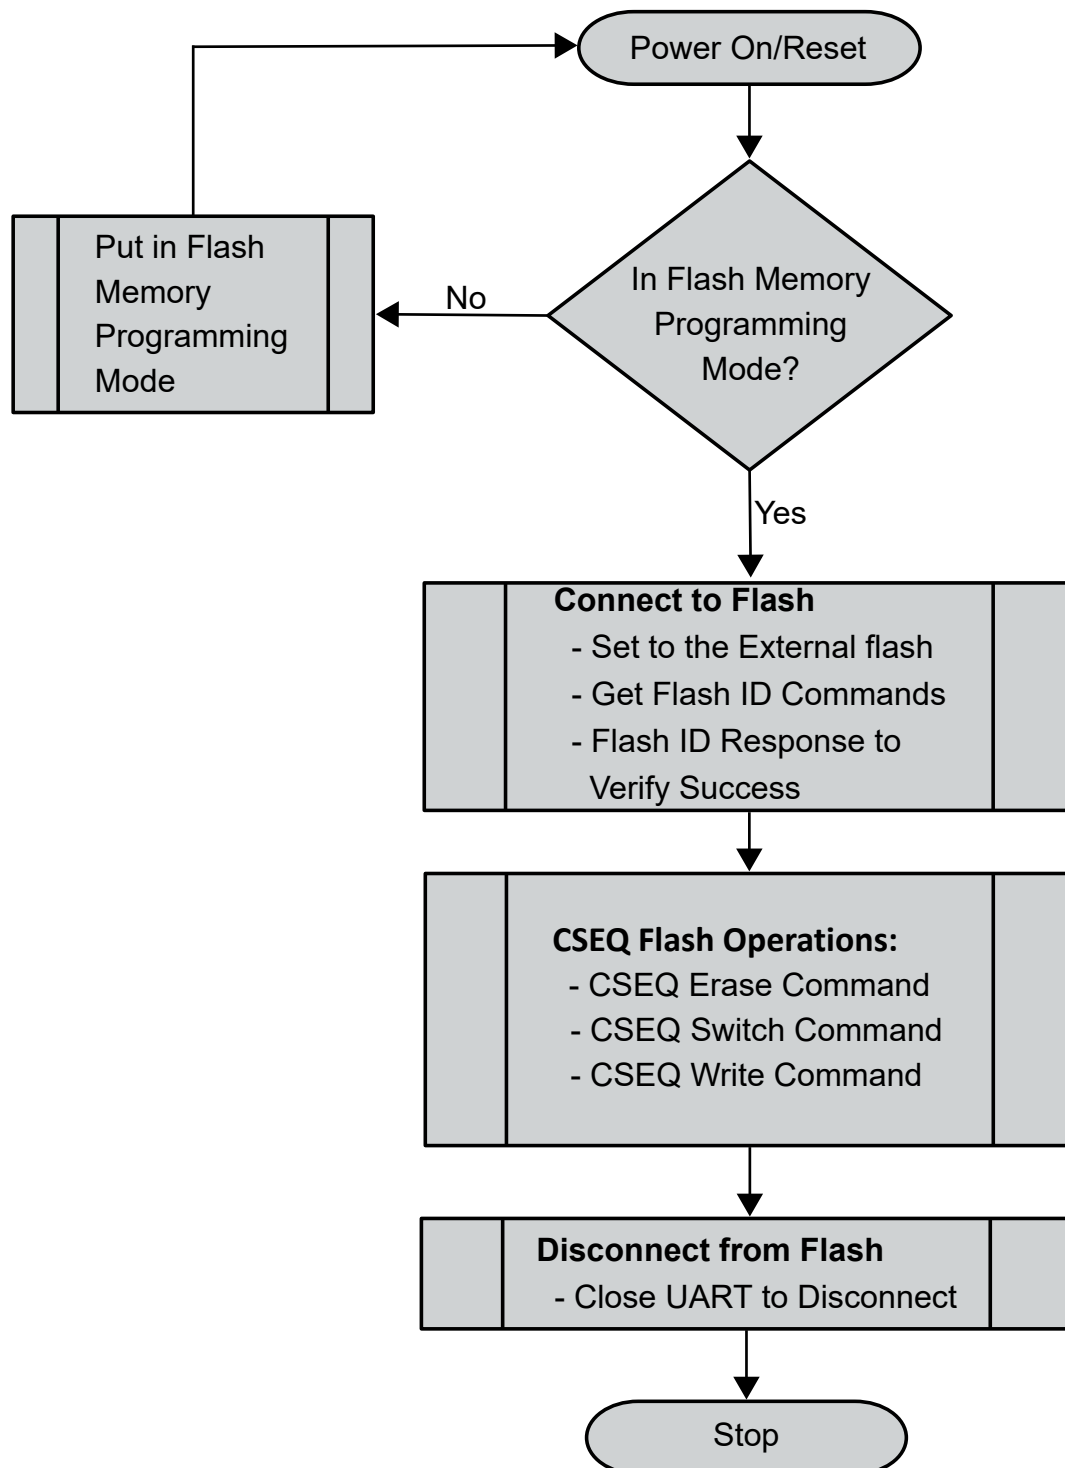 Power On/Reset
Put in Flash
Memory
Programming
Mode
No
In Flash Memory
Programming
Mode?
Yes
Connect to Flash
- Set to the External flash
- Get Flash ID Commands
- Flash ID Response to
Verify Success
CSEQ Flash Operations:
- CSEQ Erase Command
- CSEQ Switch Command
- CSEQ Write Command
Disconnect from Flash
- Close UART to Disconnect
Stop